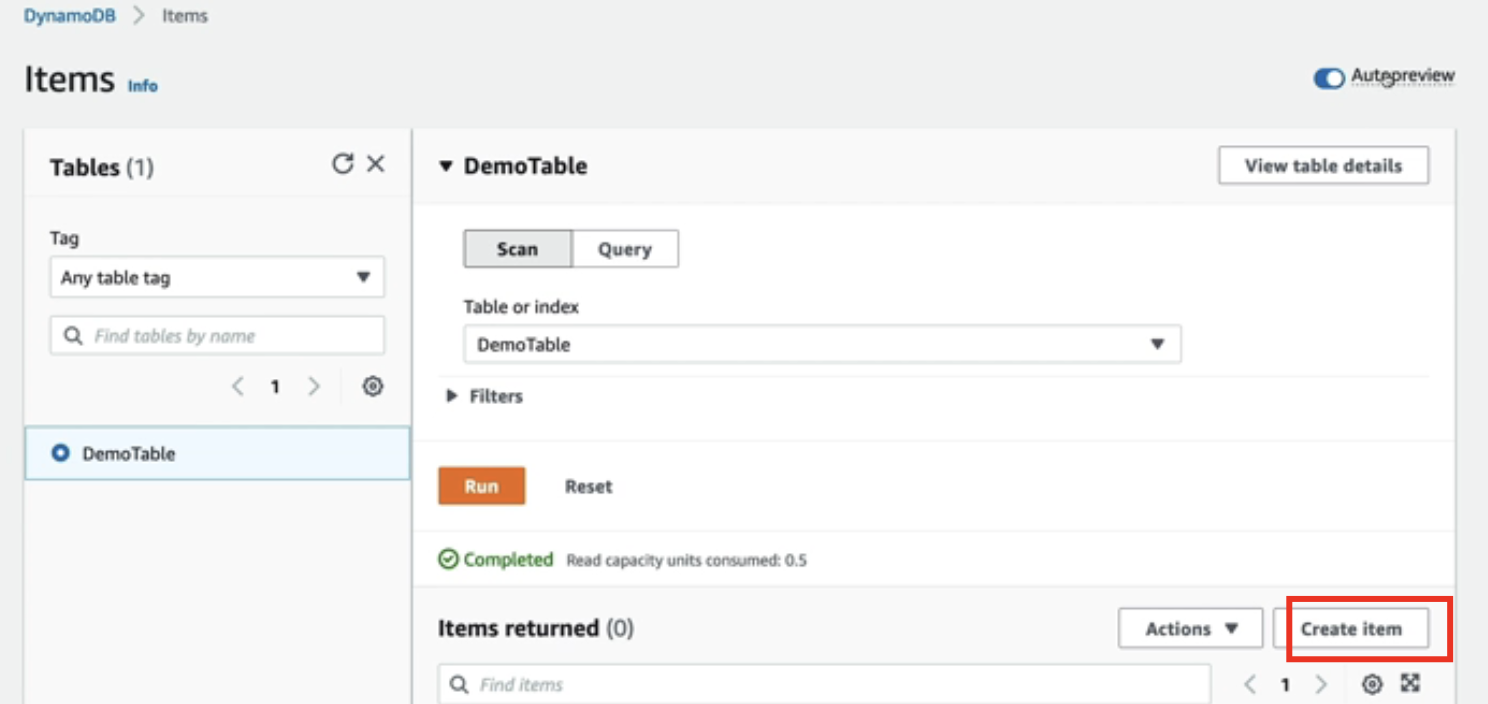 DynamoDB > Items
Items Info
Autopreview
Tables (1)
Tag
Any table tag
Find tables by name
1
DemoTable
DemoTable
View table details
Scan Query
Table or index
DemoTable
Filters
Run Reset
Completed Read capacity units consumed: 0.5
Items returned (0)
Actions Create item
Find items
1